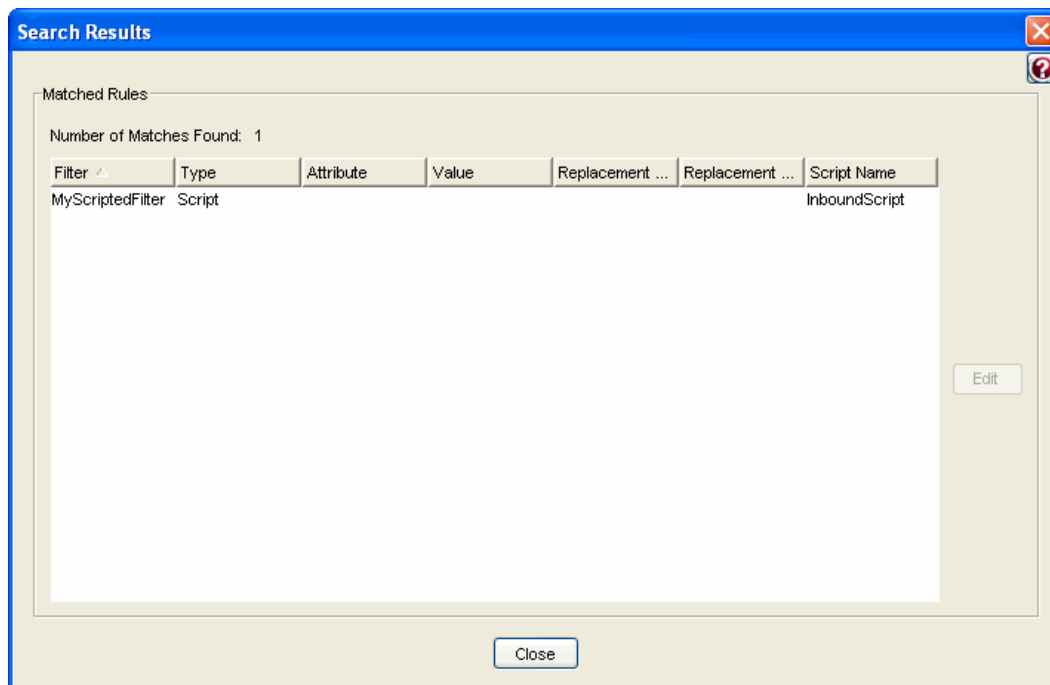 Search Results
Matched Rules
Number of Matches Found: 1
Filter Type Attribute Value Replacement ... Replacement ... Script Name
MyScriptedFilter Script InboundScript
Edit
Close